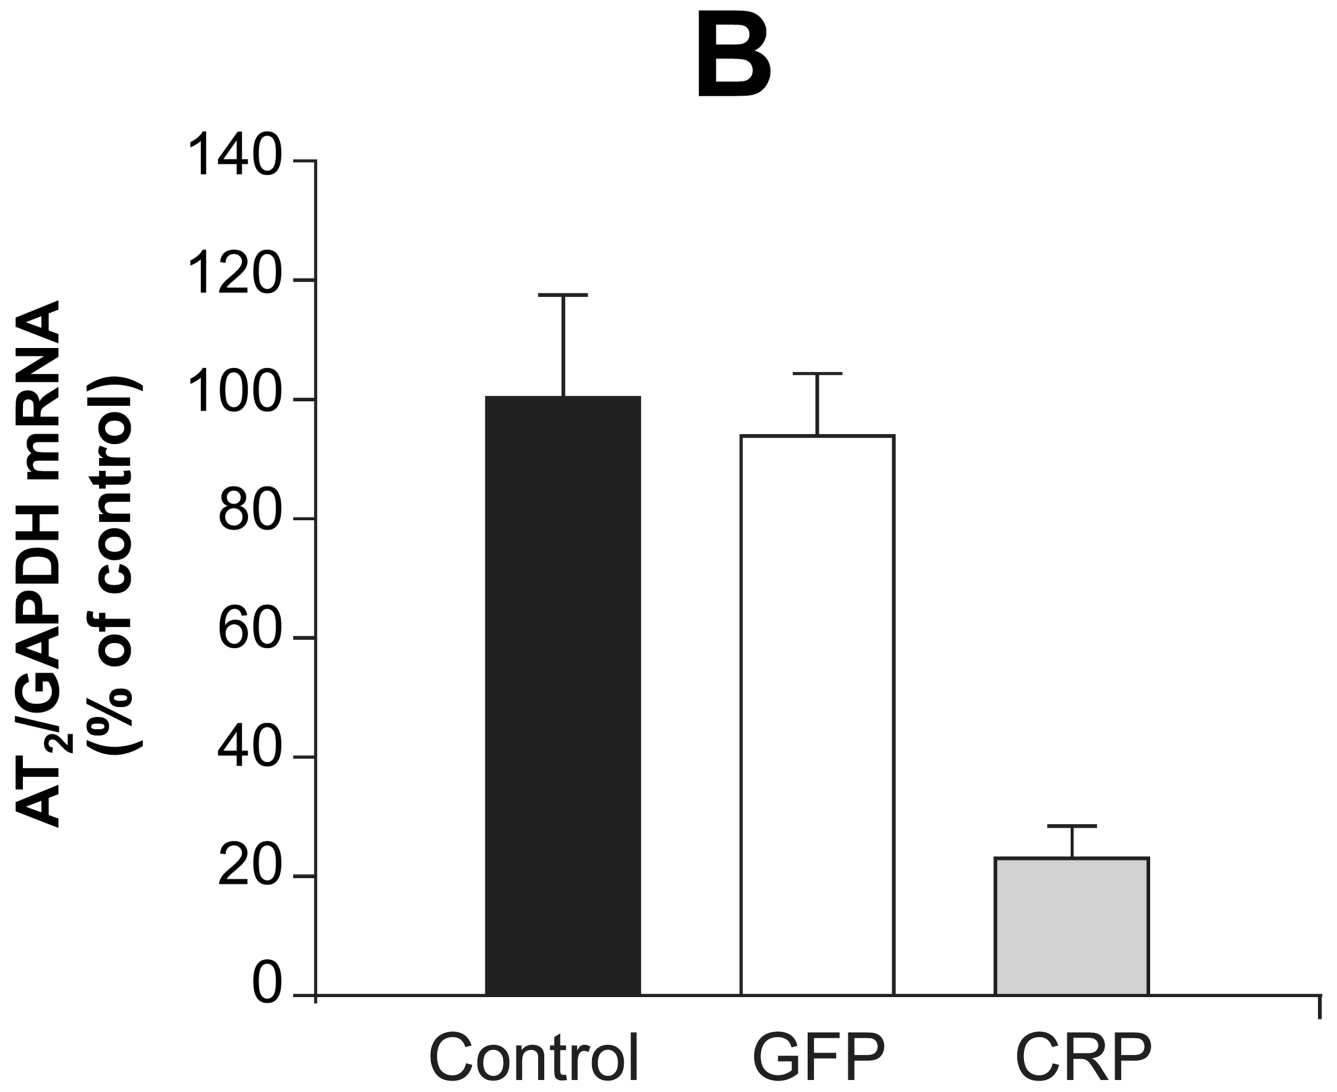 B
AT₂/GAPDH mRNA
(% of control)
140
120
100
80
60
40
20
0
Control GFP CRP